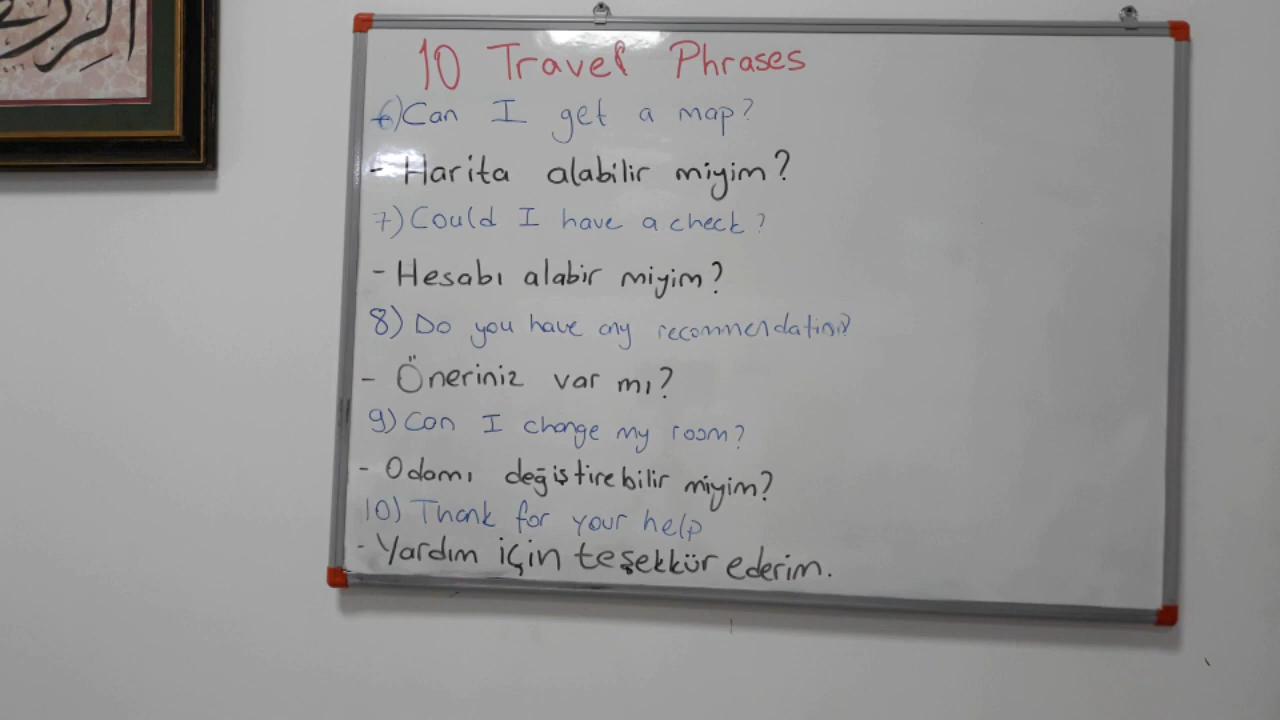 10 Travel Phrases
6) Can I get a map?
- Harita alabilir miyim?
7) Could I have a check?
- Hesabı alabir miyim?
8) Do you have any recommendatins?
- Öneriniz var mı?
9) Can I change my room?
- Odamı değiştirebilir miyim?
10) Thank for your help
- Yardım için teşekkür ederim.